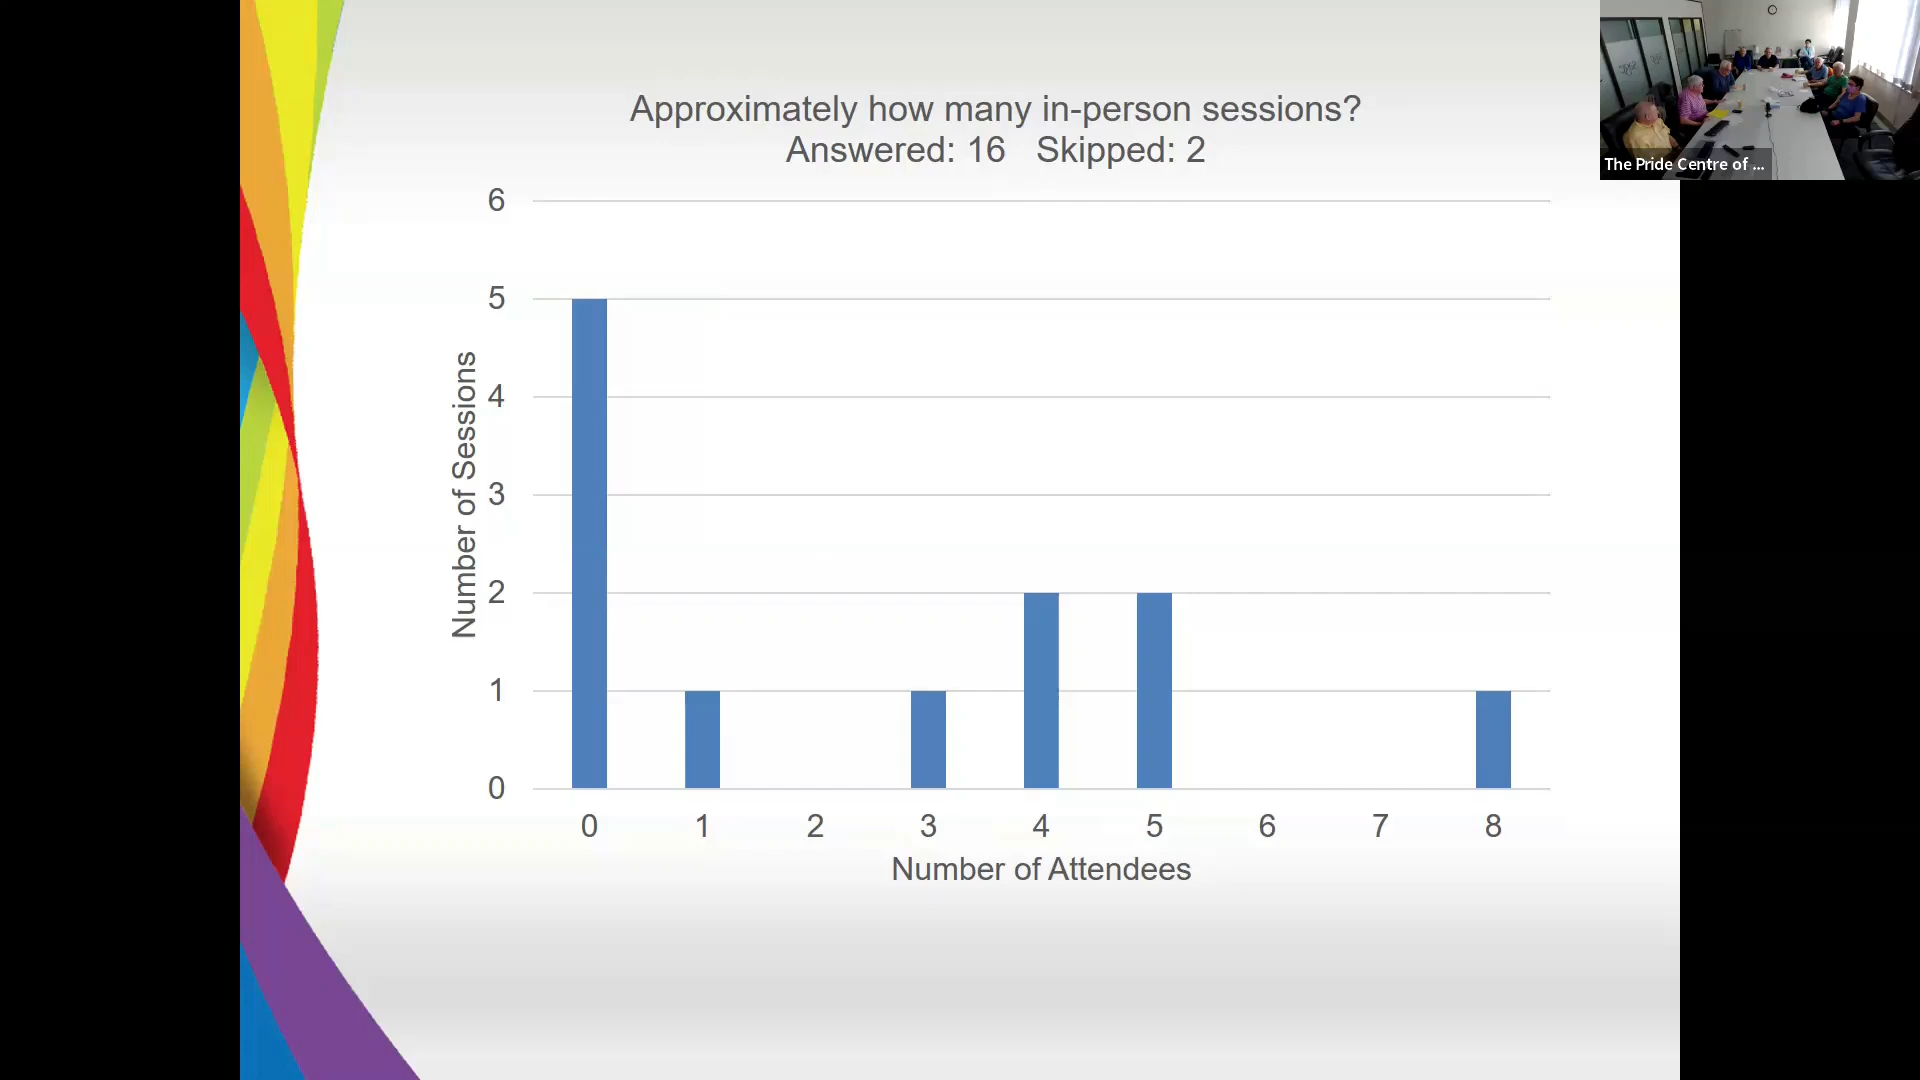 Approximately how many in-person sessions?
Answered: 16 Skipped: 2
6
5
4
3
2
1
0
Number of Sessions
0 1 2 3 4 5 6 7 8
Number of Attendees
The Pride Centre of ...